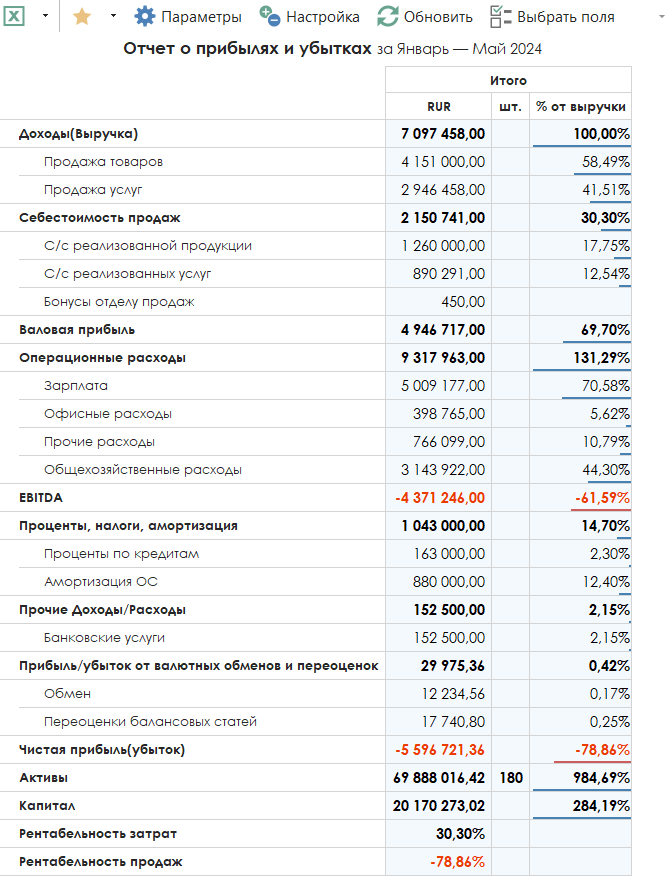 Параметры Настройка Обновить Выбрать поля
Отчет о прибылях и убытках за Январь — Май 2024
Итого
RUR шт. % от выручки
Доходы(Выручка) 7 097 458,00 100,00%
Продажа товаров 4 151 000,00 58,49%
Продажа услуг 2 946 458,00 41,51%
Себестоимость продаж 2 150 741,00 30,30%
С/с реализованной продукции 1 260 000,00 17,75%
С/с реализованных услуг 890 291,00 12,54%
Бонусы отделу продаж 450,00
Валовая прибыль 4 946 717,00 69,70%
Операционные расходы 9 317 963,00 131,29%
Зарплата 5 009 177,00 70,58%
Офисные расходы 398 765,00 5,62%
Прочие расходы 766 099,00 10,79%
Общехозяйственные расходы 3 143 922,00 44,30%
EBITDA -4 371 246,00 -61,59%
Проценты, налоги, амортизация 1 043 000,00 14,70%
Проценты по кредитам 163 000,00 2,30%
Амортизация ОС 880 000,00 12,40%
Прочие Доходы/Расходы 152 500,00 2,15%
Банковские услуги 152 500,00 2,15%
Прибыль/убыток от валютных обменов и переоценок 29 975,36 0,42%
Обмен 12 234,56 0,17%
Переоценки балансовых статей 17 740,80 0,25%
Чистая прибыль(убыток) -5 596 721,36 -78,86%
Активы 69 888 016,42 180 984,69%
Капитал 20 170 273,02 284,19%
Рентабельность затрат 30,30%
Рентабельность продаж -78,86%